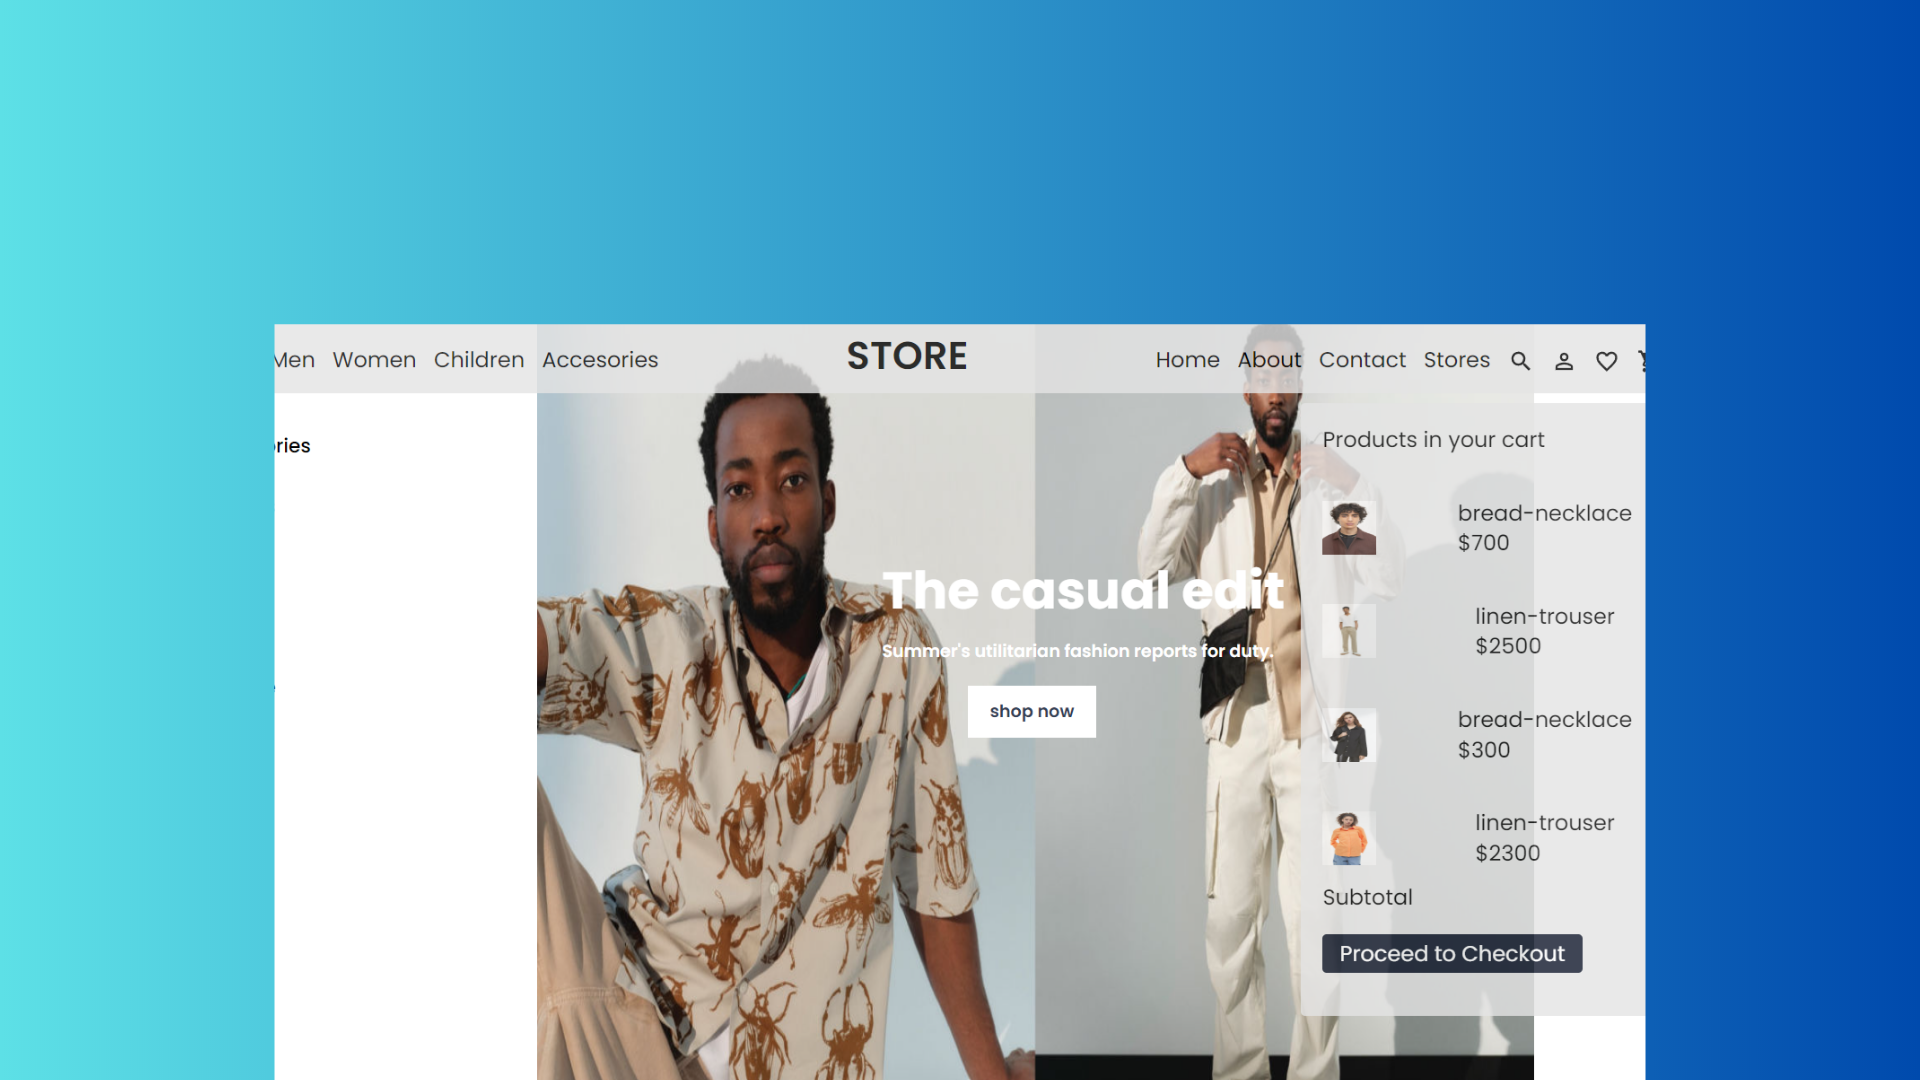 Men Women Children Accesories STORE Home About Contact Stores
ries
The casual edit
Summer's utilitarian fashion reports for duty.
shop now
Products in your cart
bread-necklace
$700
linen-trouser
$2500
bread-necklace
$300
linen-trouser
$2300
Subtotal
Proceed to Checkout